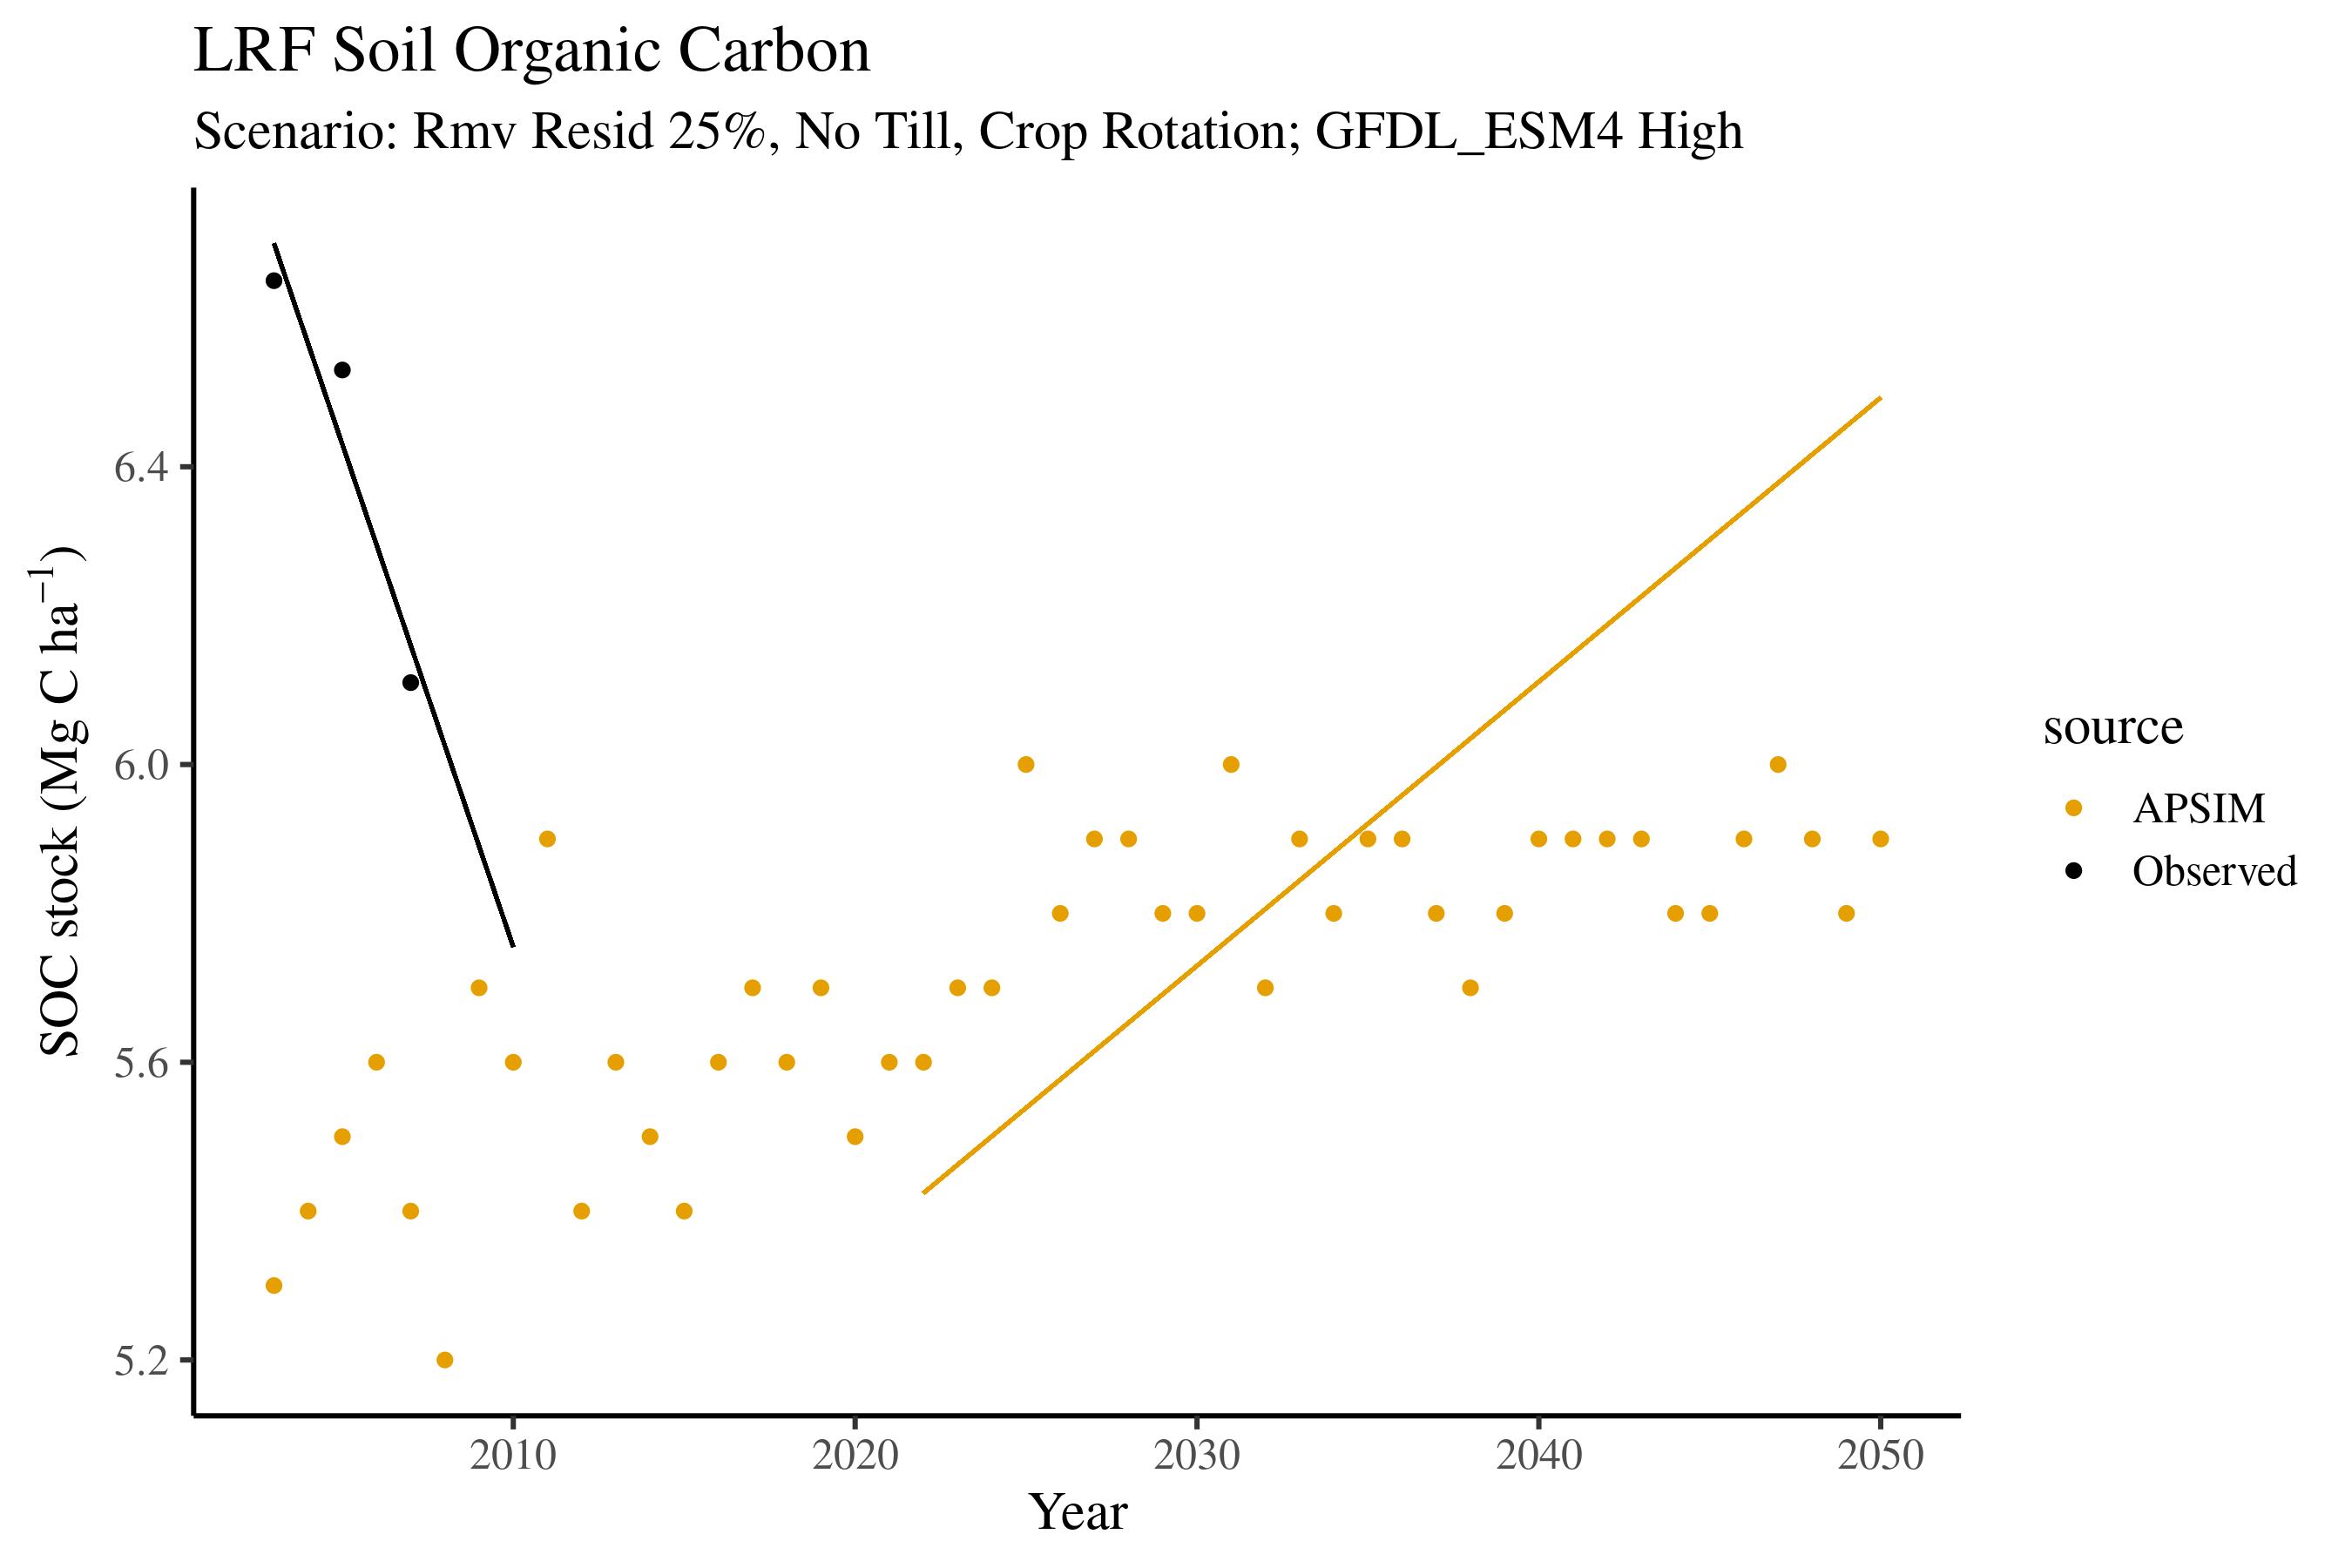 LRF Soil Organic Carbon
Scenario: Rmv Resid 25%, No Till, Crop Rotation; GFDL_ESM4 High
SOC stock (Mg C ha⁻¹)
6.4
6.0
5.6
5.2
2010 2020 2030 2040 2050
Year
source
APSIM
Observed